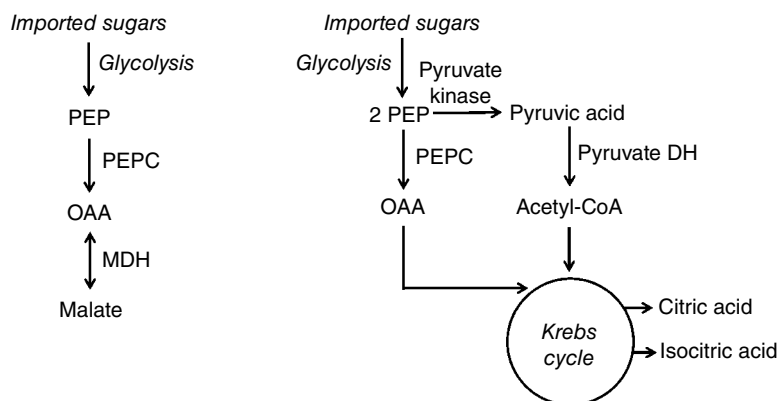 Imported sugars
Glycolysis
PEP
PEPC
OAA
MDH
Malate
Imported sugars
Glycolysis
Pyruvate
kinase
2 PEP
Pyruvic acid
PEPC
Pyruvate DH
OAA
Acetyl-CoA
Krebs
cycle
Citric acid
Isocitric acid